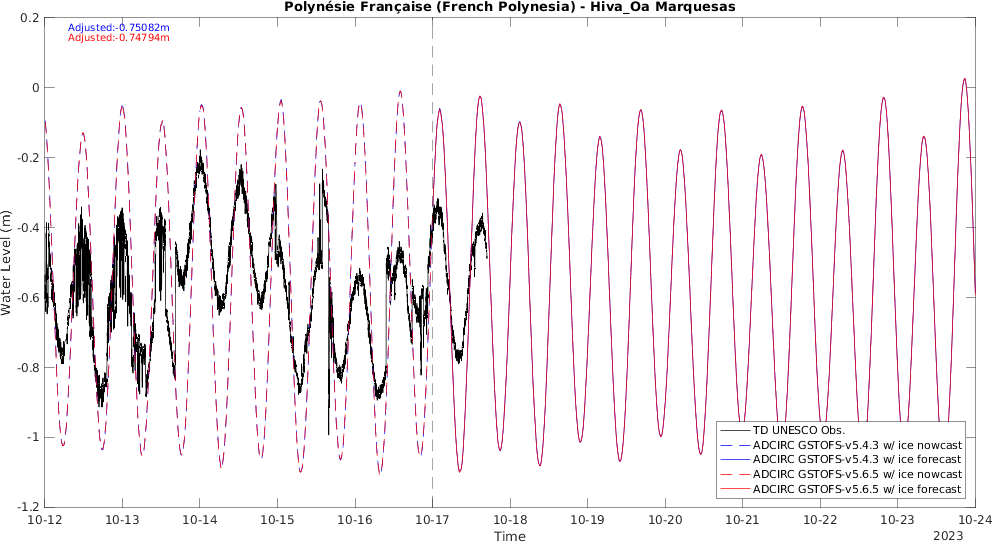 Polynésie Française (French Polynesia) - Hiva_Oa Marquesas
Adjusted:-0.75082m
Adjusted:-0.74794m
0.2
0
-0.2
-0.4
-0.6
-0.8
-1
-1.2
Water Level (m)
TD UNESCO Obs.
ADCIRC GSTOFS-v5.4.3 w/ ice nowcast
ADCIRC GSTOFS-v5.4.3 w/ ice forecast
ADCIRC GSTOFS-v5.6.5 w/ ice nowcast
ADCIRC GSTOFS-v5.6.5 w/ ice forecast
10-12 10-13 10-14 10-15 10-16 10-17 10-18 10-19 10-20 10-21 10-22 10-23 10-24
Time
2023